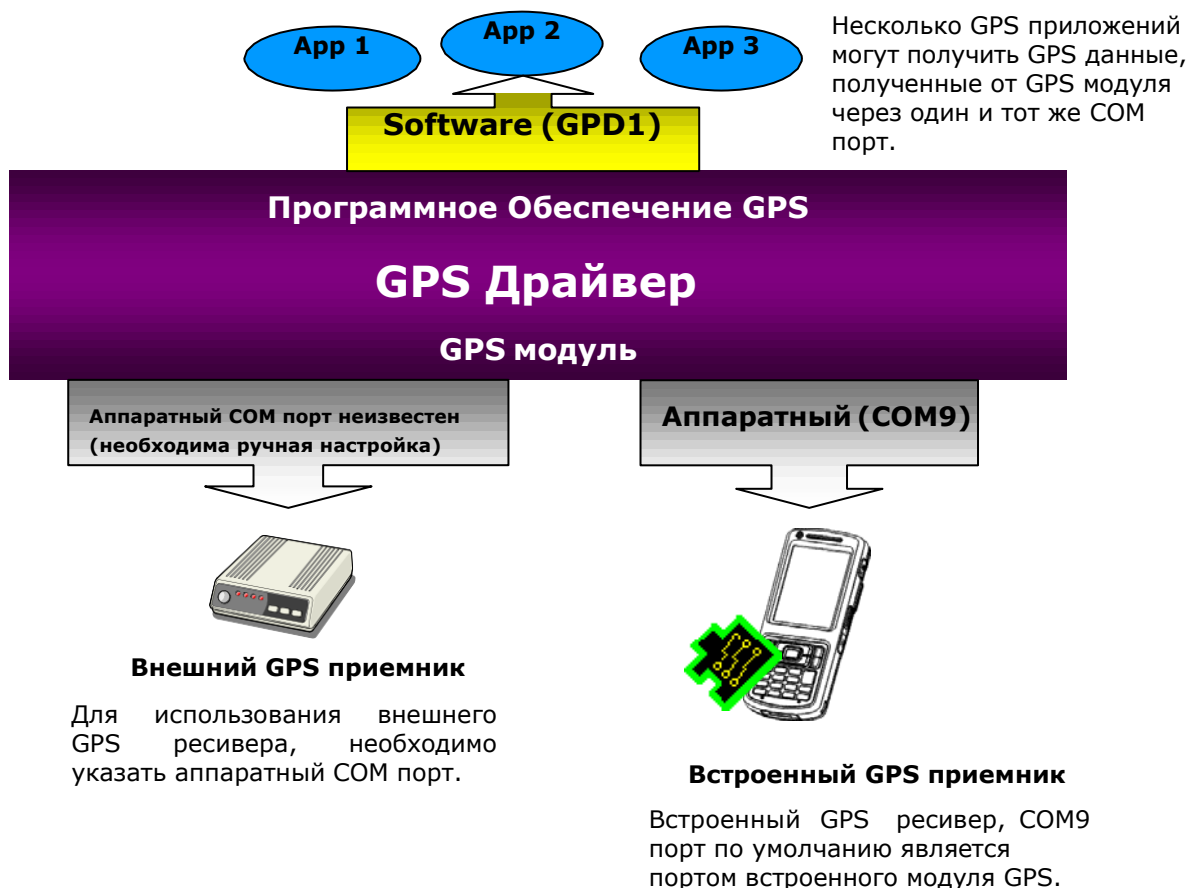 App 1
App 2
App 3
Несколько GPS приложений
могут получить GPS данные,
полученные от GPS модуля
через один и тот же COM
порт.
Software (GPD1)
Программное Обеспечение GPS
GPS Драйвер
GPS модуль
Аппаратный COM порт неизвестен
(необходима ручная настройка)
Аппаратный (COM9)
Внешний GPS приемник
Для использования внешнего
GPS ресивера, необходимо
указать аппаратный COM порт.
Встроенный GPS приемник
Встроенный GPS ресивер, COM9
порт по умолчанию является
портом встроенного модуля GPS.